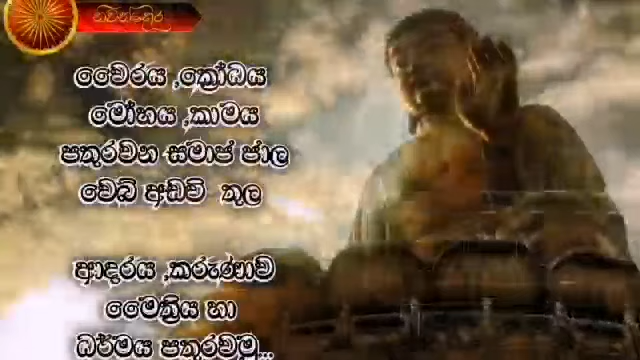 වෛරය ,ක්‍රෝධය
මෝහය ,කාමය
පතුරවන සමාජ ජාල
වෙබ් අඩවි තුල
ආදරය ,කරුණාව
මෛත්‍රිය හා
ධර්මය පතුරවමු...